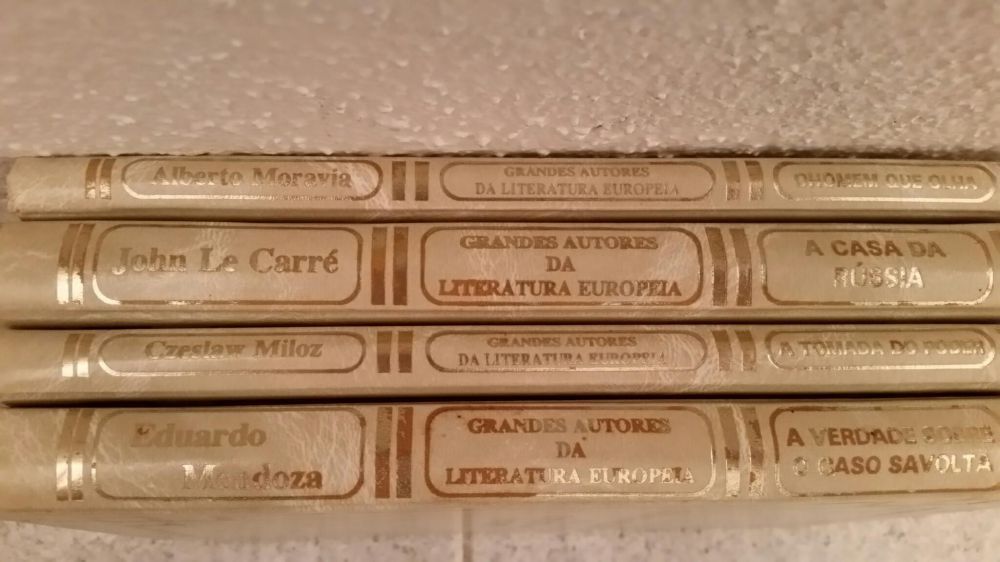 Alberto Moravia
GRANDES AUTORES
DA LITERATURA EUROPEIA
OHOMEM QUE OLHA
John Le Carré
GRANDES AUTORES
DA
LITERATURA EUROPEIA
A CASA DA
RÚSSIA
Czeslaw Miloz
GRANDES AUTORES
DA LITERATURA EUROPEIA
A TOMADA DO PODER
Eduardo
Mendoza
GRANDES AUTORES
DA
LITERATURA EUROPEIA
A VERDADE SOBRE
O CASO SAVOLTA